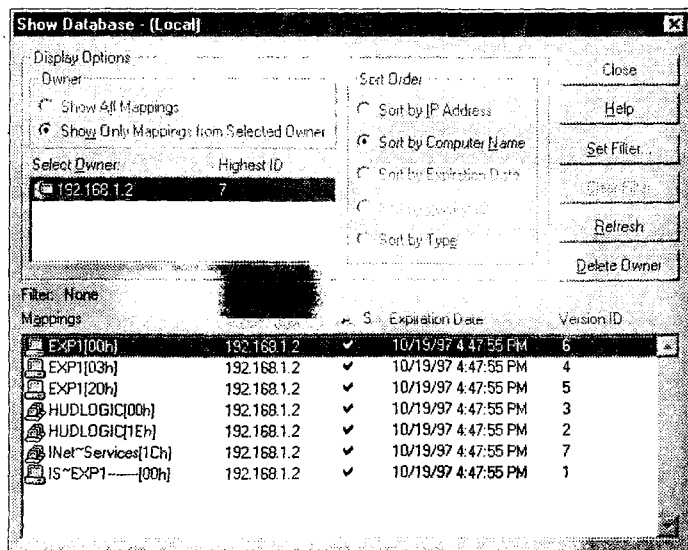 Show Database - (Local)
Display Options
Owner
Show All Mappings
Show Only Mappings from Selected Owner
Select Owner: Highest ID
192.168.1.2 7
Sort Order
Sort by IP Address
Sort by Computer Name
Sort by Expiration Date
Sort by Type
Close
Help
Set Filter...
Refresh
Delete Owner
Filter: None
Mappings A S Expiration Date Version ID
EXP1[00h] 192.168.1.2 ✔ 10/19/97 4:47:55 PM 6
EXP1[03h] 192.168.1.2 ✔ 10/19/97 4:47:55 PM 4
EXP1[20h] 192.168.1.2 ✔ 10/19/97 4:47:55 PM 5
HUDLOGIC[00h] 192.168.1.2 ✔ 10/19/97 4:47:55 PM 3
HUDLOGIC[1Eh] 192.168.1.2 ✔ 10/19/97 4:47:55 PM 2
INet~Services[1Ch] 192.168.1.2 ✔ 10/19/97 4:47:55 PM 7
IS~EXP1------[00h] 192.168.1.2 ✔ 10/19/97 4:47:55 PM 1